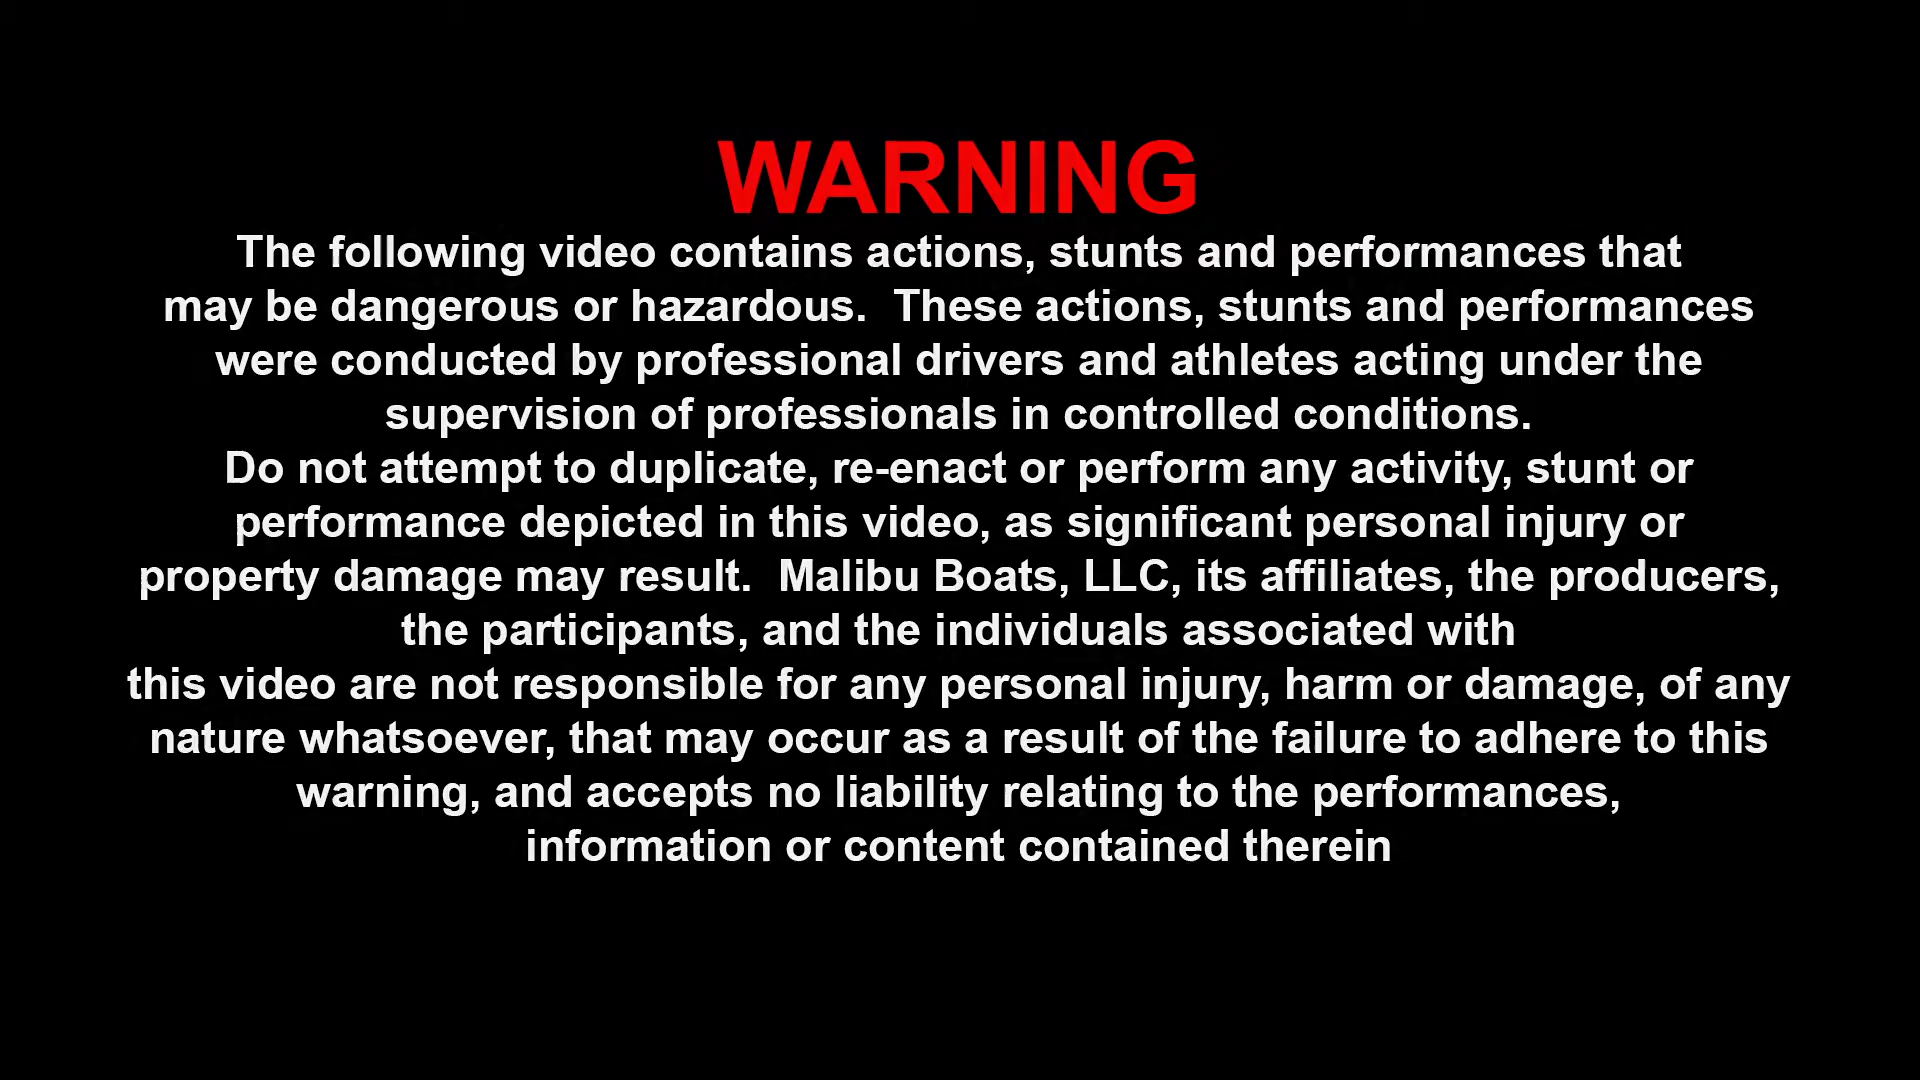 WARNING
The following video contains actions, stunts and performances that
may be dangerous or hazardous.  These actions, stunts and performances
were conducted by professional drivers and athletes acting under the
supervision of professionals in controlled conditions.
Do not attempt to duplicate, re-enact or perform any activity, stunt or
performance depicted in this video, as significant personal injury or
property damage may result.  Malibu Boats, LLC, its affiliates, the producers,
the participants, and the individuals associated with
this video are not responsible for any personal injury, harm or damage, of any
nature whatsoever, that may occur as a result of the failure to adhere to this
warning, and accepts no liability relating to the performances,
information or content contained therein